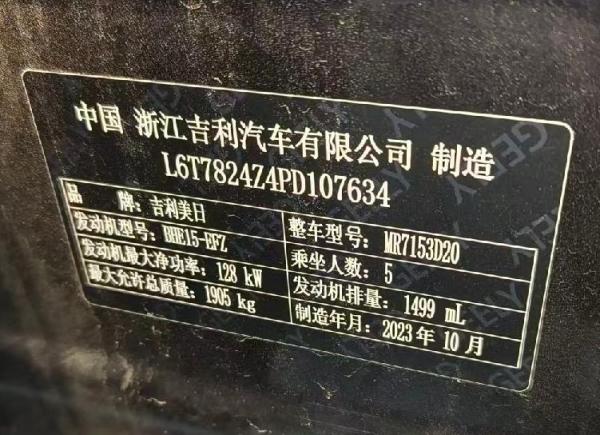 中国 浙江吉利汽车有限公司 制造
L6T7824Z4PD107634
品 牌: 吉利美日
发动机型号: BHE15-EFZ 整车型号: MR7153D20
发动机最大净功率: 128 kW 乘坐人数: 5
最大允许总质量: 1905 kg 发动机排量: 1499 mL
制造年月: 2023 年 10 月
GEELY